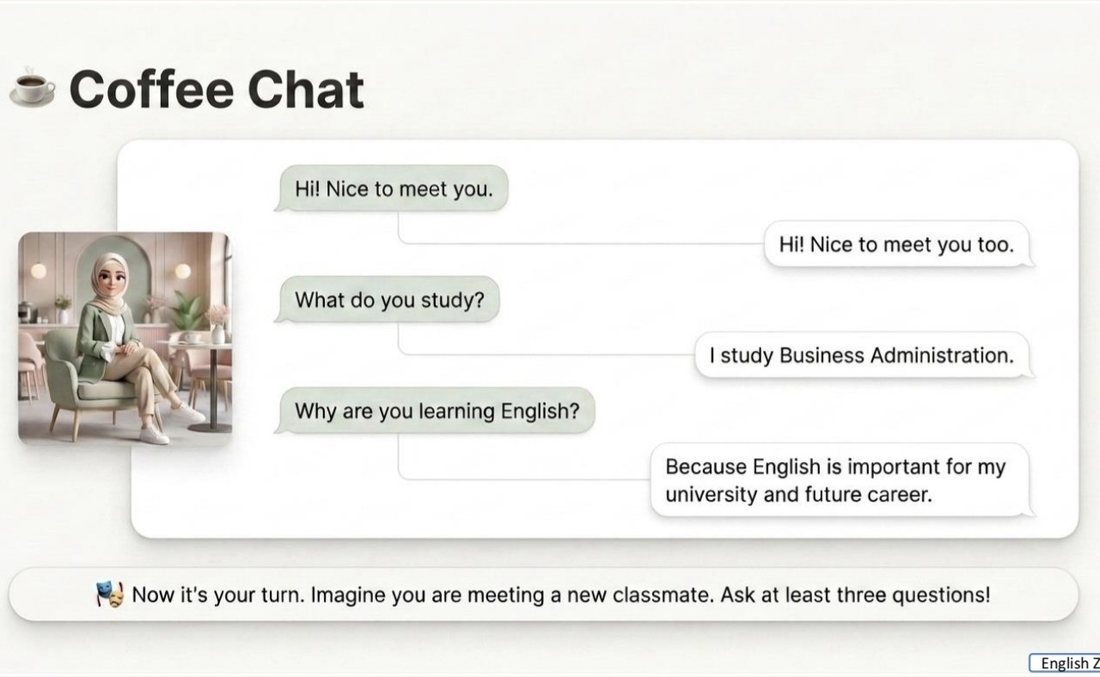 Coffee Chat
Hi! Nice to meet you.
Hi! Nice to meet you too.
What do you study?
I study Business Administration.
Why are you learning English?
Because English is important for my
university and future career.
Now it's your turn. Imagine you are meeting a new classmate. Ask at least three questions!
English Z